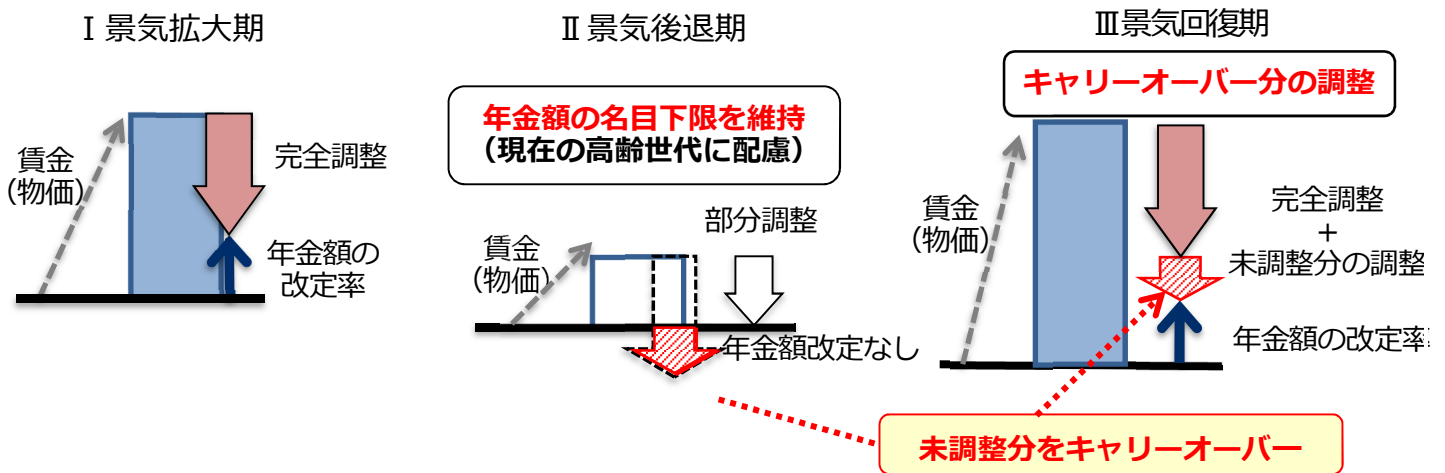 Ⅰ 景気拡大期
賃金
(物価)
完全調整
年金額の
改定率
Ⅱ 景気後退期
年金額の名目下限を維持
（現在の高齢世代に配慮）
賃金
(物価)
部分調整
年金額改定なし
Ⅲ景気回復期
キャリーオーバー分の調整
賃金
(物価)
完全調整
+
未調整分の調整
年金額の改定率
未調整分をキャリーオーバー